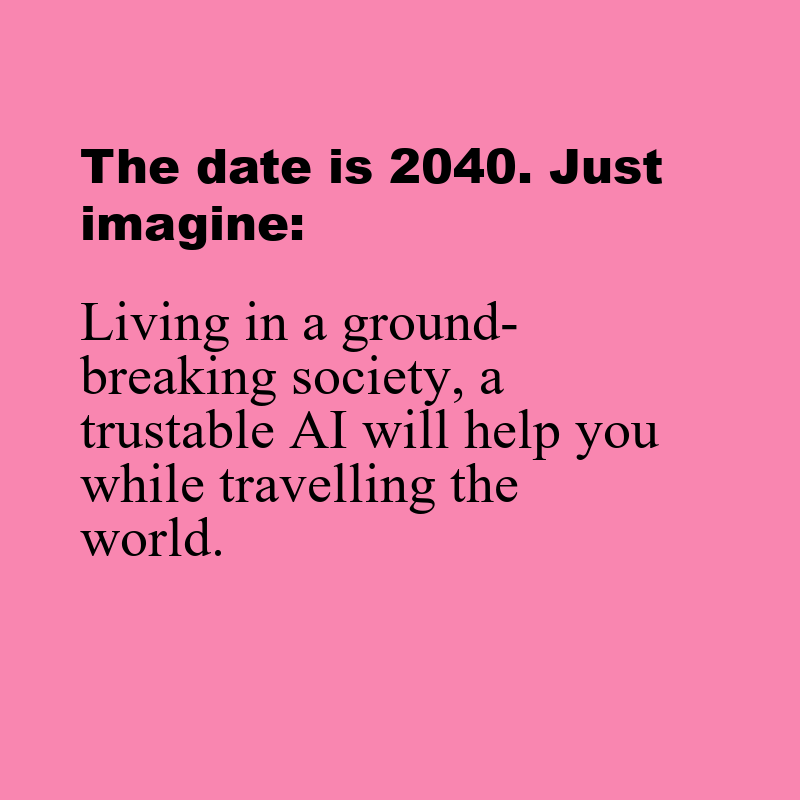 The date is 2040. Just
imagine:
Living in a ground-
breaking society, a
trustable AI will help you
while travelling the
world.